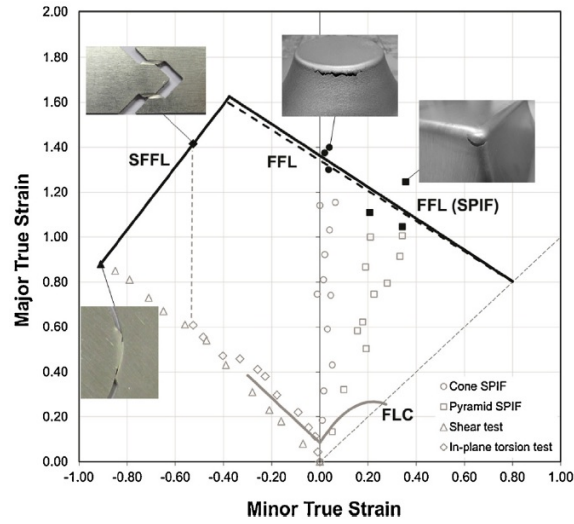 2.00
1.80
1.60
1.40
1.20
1.00
0.80
0.60
0.40
0.20
0.00
Major True Strain
SFFL
FFL
FFL (SPIF)
FLC
Cone SPIF
Pyramid SPIF
Shear test
In-plane torsion test
-1.00 -0.80 -0.60 -0.40 -0.20 0.00 0.20 0.40 0.60 0.80 1.00
Minor True Strain